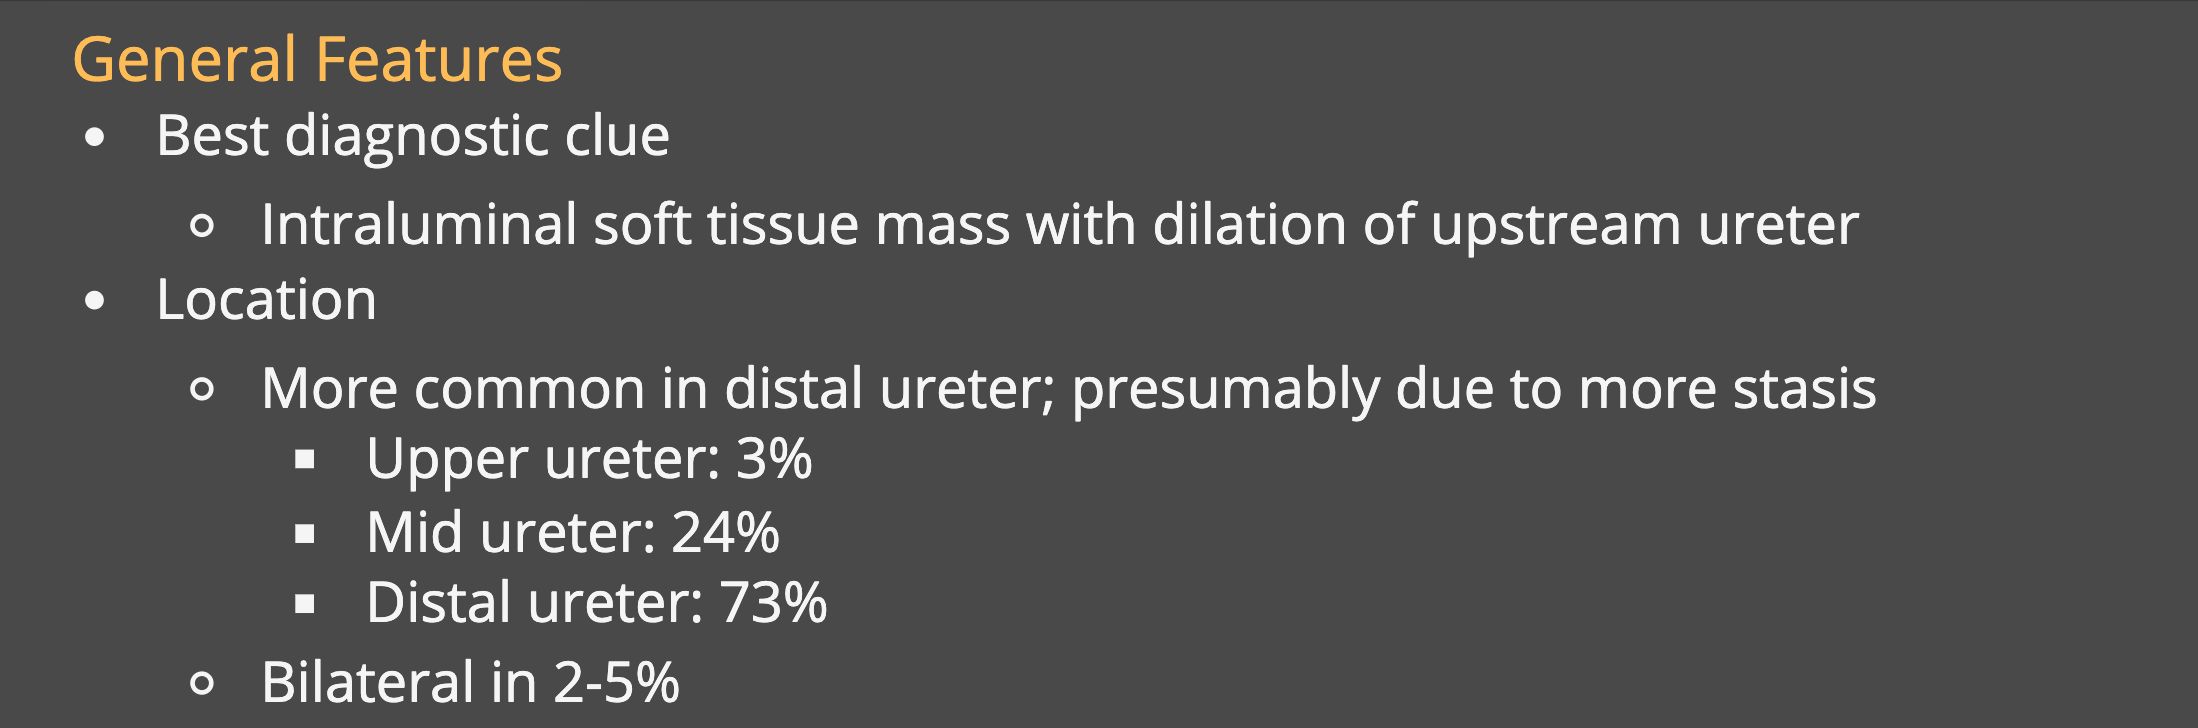 General Features
• Best diagnostic clue
○ Intraluminal soft tissue mass with dilation of upstream ureter
• Location
○ More common in distal ureter; presumably due to more stasis
▪ Upper ureter: 3%
▪ Mid ureter: 24%
▪ Distal ureter: 73%
○ Bilateral in 2-5%